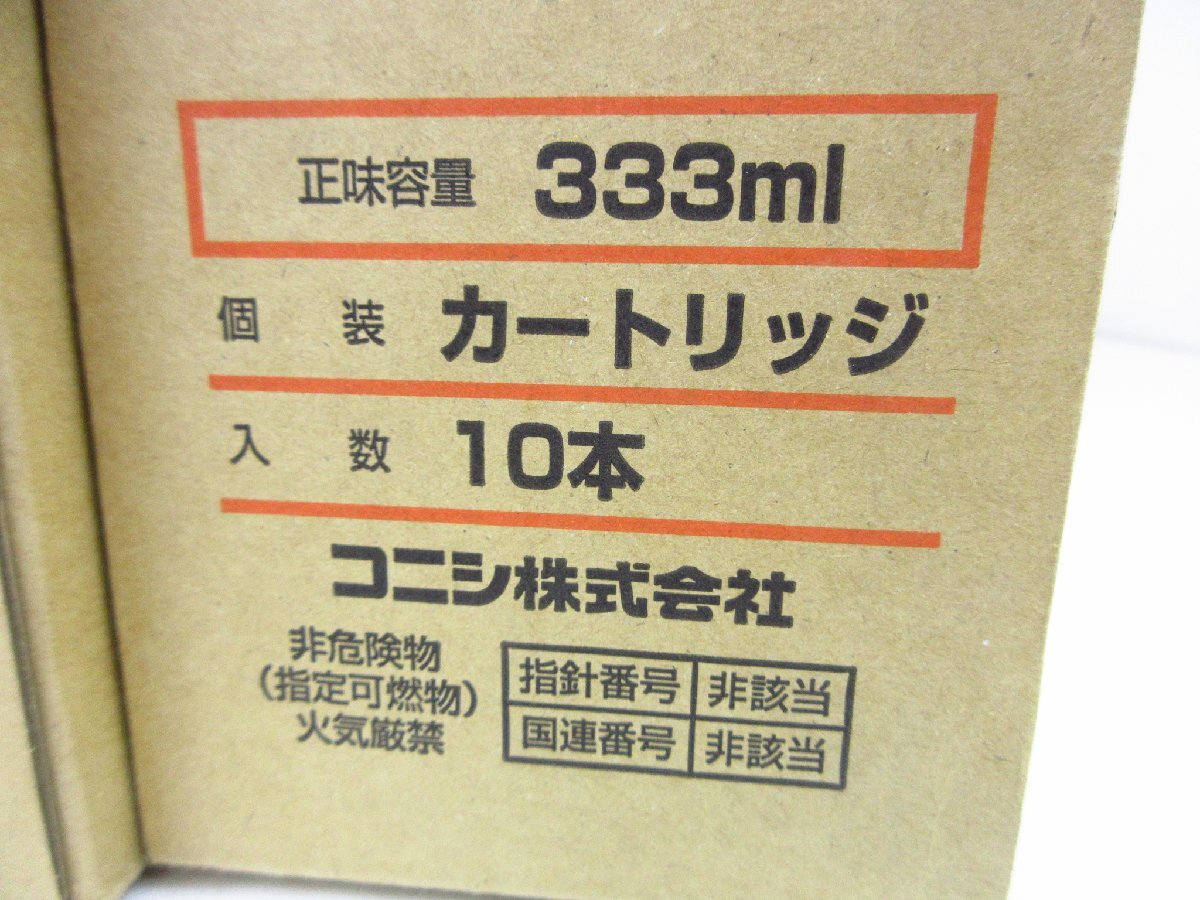 正味容量 333ml
個装 カートリッジ
入数 10本
コニシ株式会社
非危険物
(指定可燃物)
火気厳禁
指針番号 非該当
国連番号 非該当